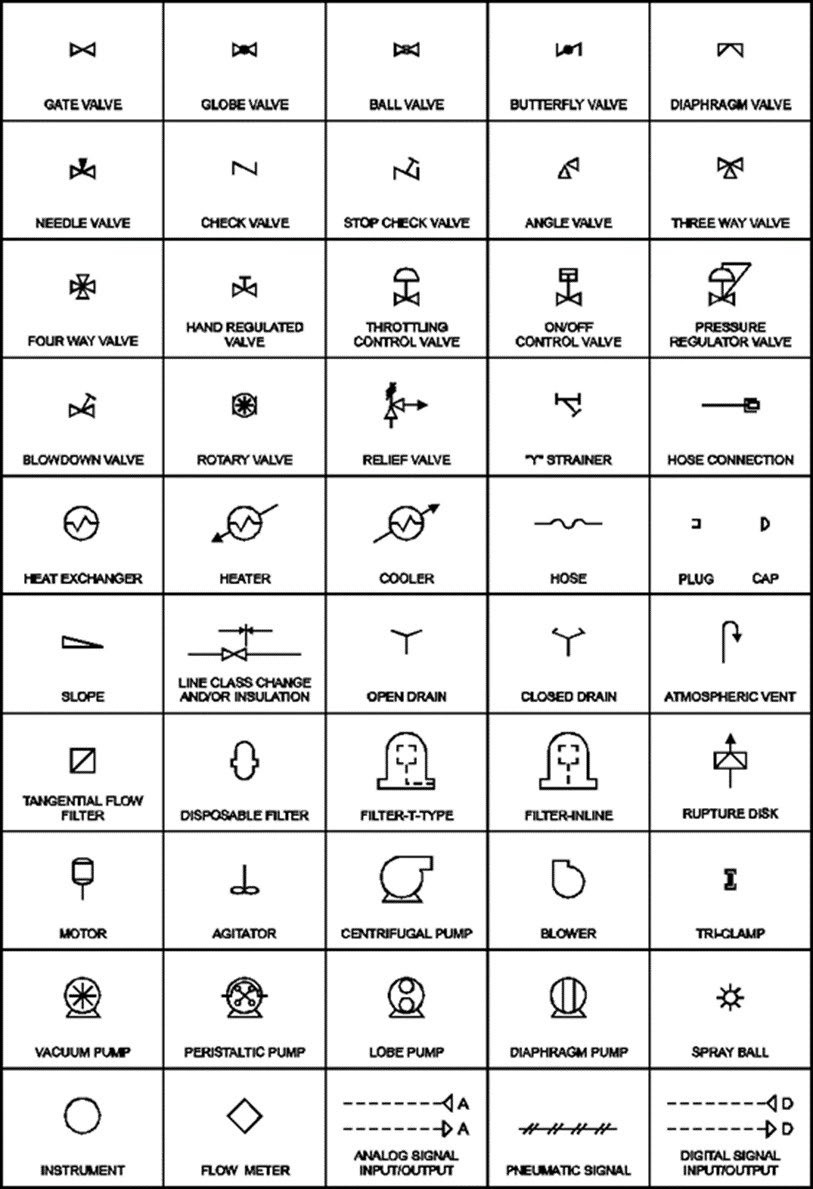 GATE VALVE
GLOBE VALVE
BALL VALVE
BUTTERFLY VALVE
DIAPHRAGM VALVE
NEEDLE VALVE
CHECK VALVE
STOP CHECK VALVE
ANGLE VALVE
THREE WAY VALVE
FOUR WAY VALVE
HAND REGULATED
VALVE
THROTTLING
CONTROL VALVE
ON/OFF
CONTROL VALVE
PRESSURE
REGULATOR VALVE
BLOWDOWN VALVE
ROTARY VALVE
RELIEF VALVE
"Y" STRAINER
HOSE CONNECTION
HEAT EXCHANGER
HEATER
COOLER
HOSE
PLUG
CAP
SLOPE
LINE CLASS CHANGE
AND/OR INSULATION
OPEN DRAIN
CLOSED DRAIN
ATMOSPHERIC VENT
TANGENTIAL FLOW
FILTER
DISPOSABLE FILTER
FILTER-T-TYPE
FILTER-INLINE
RUPTURE DISK
MOTOR
AGITATOR
CENTRIFUGAL PUMP
BLOWER
TRI-CLAMP
VACUUM PUMP
PERISTALTIC PUMP
LOBE PUMP
DIAPHRAGM PUMP
SPRAY BALL
INSTRUMENT
FLOW METER
A
A
ANALOG SIGNAL
INPUT/OUTPUT
PNEUMATIC SIGNAL
D
D
DIGITAL SIGNAL
INPUT/OUTPUT